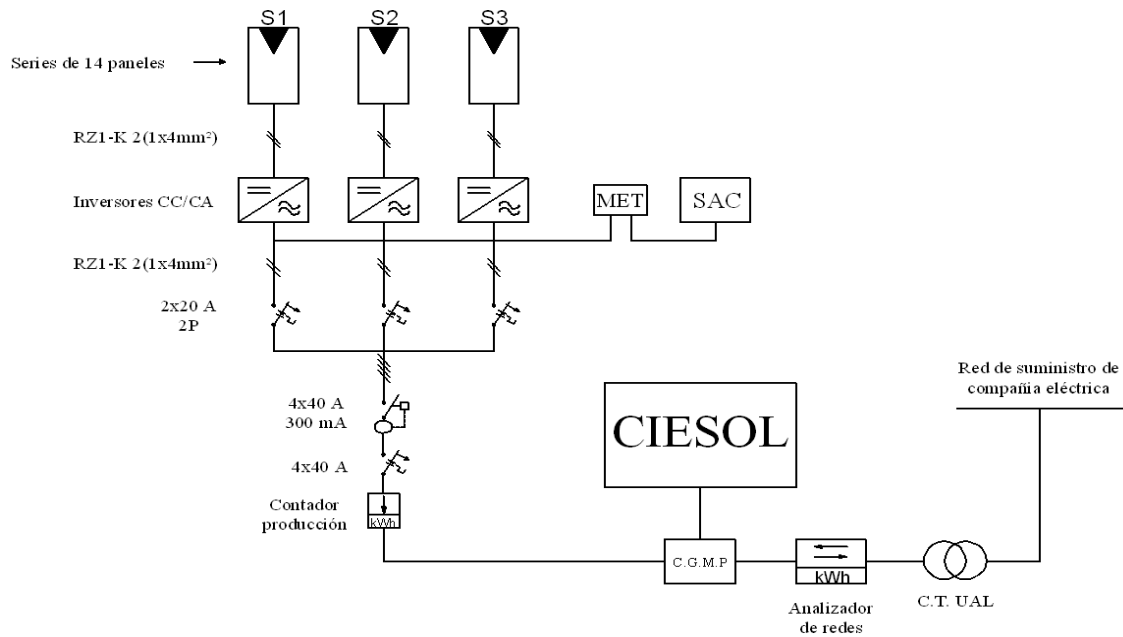 S1 S2 S3
Series de 14 paneles
RZ1-K 2(1x4mm²)
Inversores CC/CA
MET
SAC
RZ1-K 2(1x4mm²)
2x20 A
2P
4x40 A
300 mA
4x40 A
Contador
producción
kWh
CIESOL
C.G.M.P
kWh
Analizador
de redes
C.T. UAL
Red de suministro de
compañia eléctrica